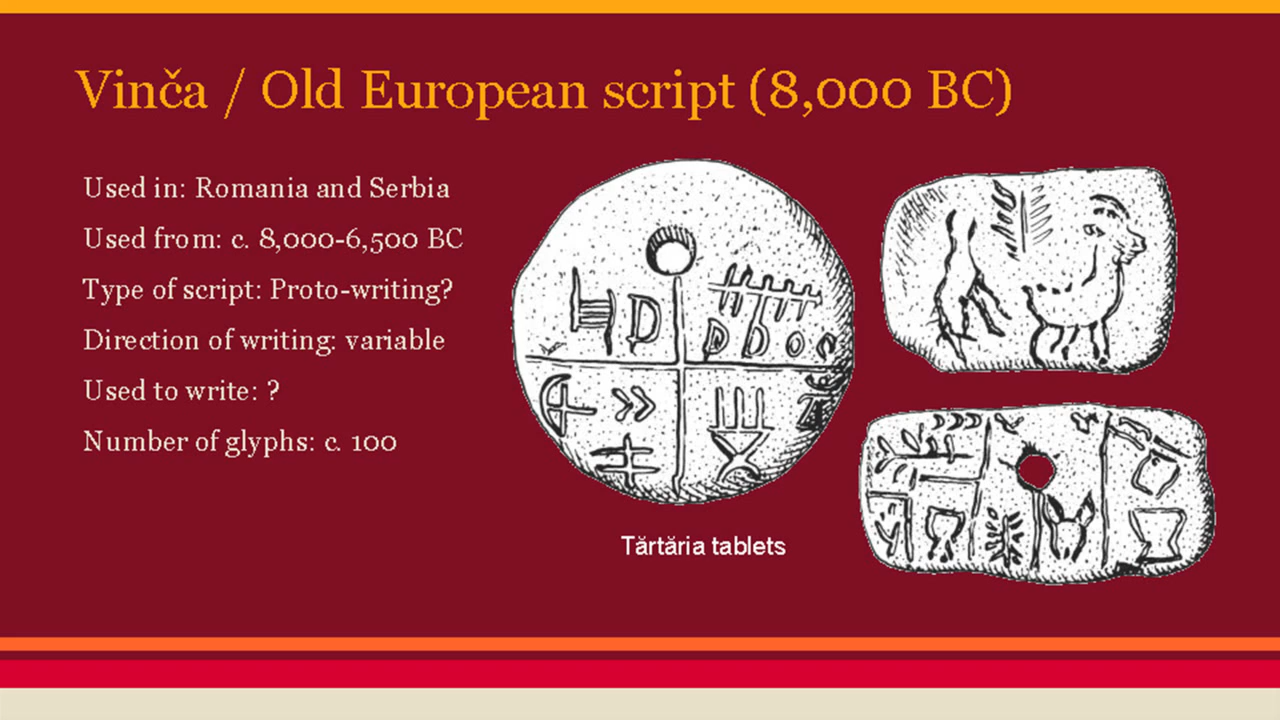 Vinča / Old European script (8,000 BC)
Used in: Romania and Serbia
Used from: c. 8,000-6,500 BC
Type of script: Proto-writing?
Direction of writing: variable
Used to write: ?
Number of glyphs: c. 100
Tărtăria tablets